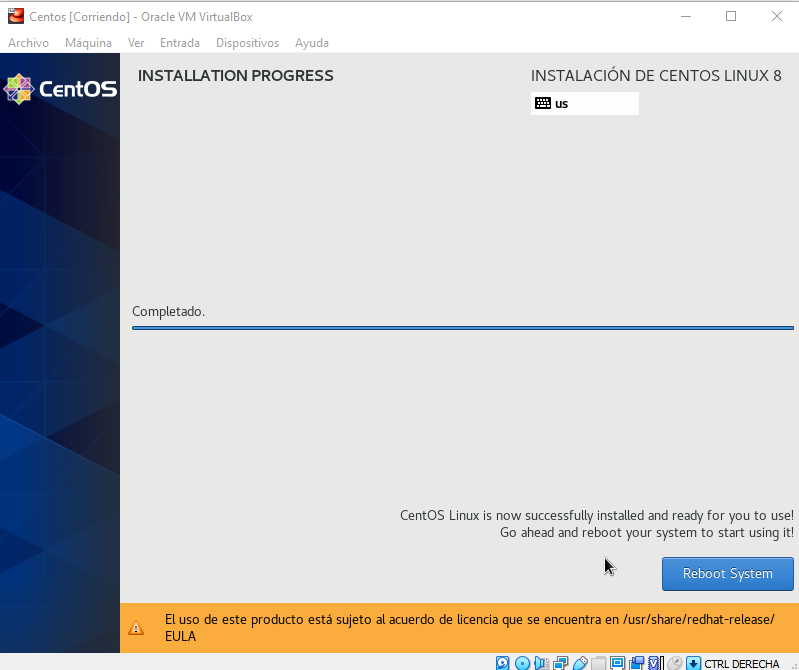 Centos [Corriendo] - Oracle VM VirtualBox
Archivo Máquina Ver Entrada Dispositivos Ayuda
CentOS
INSTALLATION PROGRESS
INSTALACIÓN DE CENTOS LINUX 8
us
Completado.
CentOS Linux is now successfully installed and ready for you to use!
Go ahead and reboot your system to start using it!
Reboot System
El uso de este producto está sujeto al acuerdo de licencia que se encuentra en /usr/share/redhat-release/
EULA
CTRL DERECHA